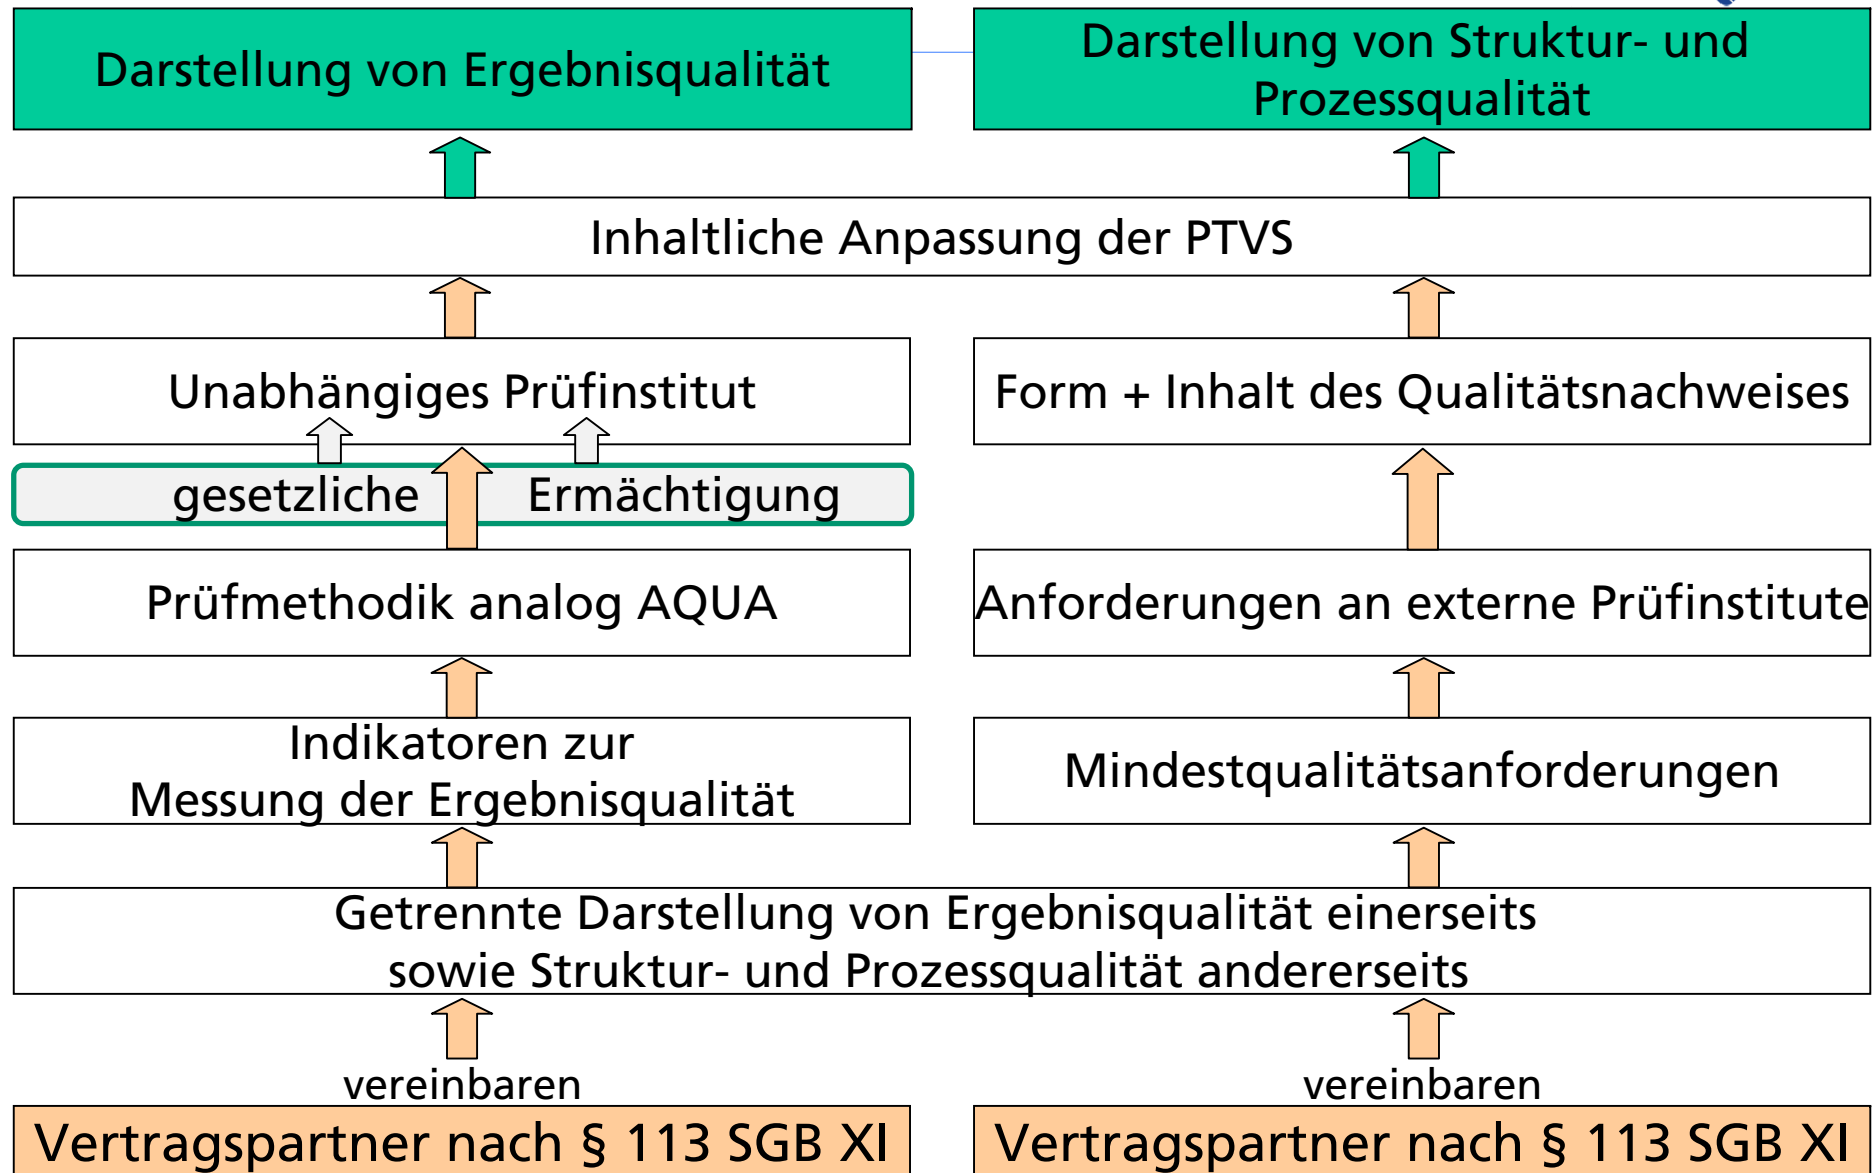 Darstellung von Ergebnisqualität
Darstellung von Struktur- und
Prozessqualität
Inhaltliche Anpassung der PTVS
Unabhängiges Prüfinstitut
Form + Inhalt des Qualitätsnachweises
gesetzliche Ermächtigung
Prüfmethodik analog AQUA
Anforderungen an externe Prüfinstitute
Indikatoren zur
Messung der Ergebnisqualität
Mindestqualitätsanforderungen
Getrennte Darstellung von Ergebnisqualität einerseits
sowie Struktur- und Prozessqualität andererseits
vereinbaren
vereinbaren
Vertragspartner nach § 113 SGB XI
Vertragspartner nach § 113 SGB XI